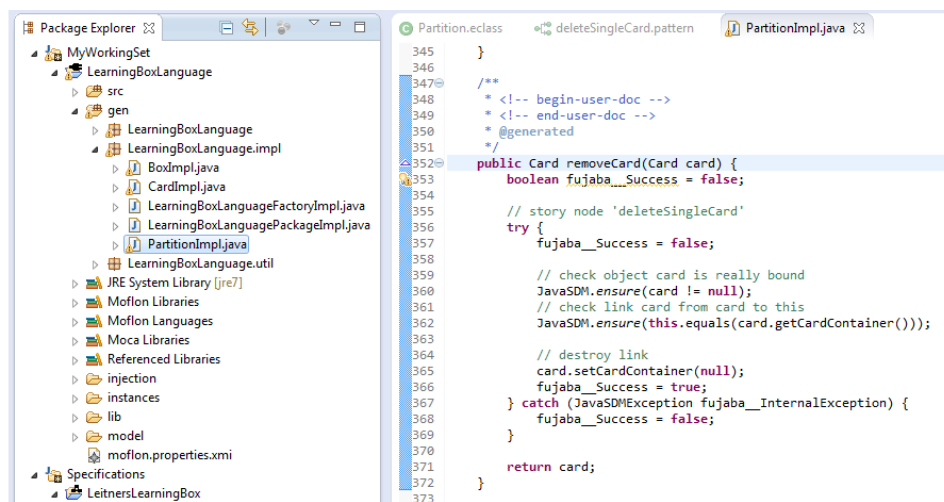 Package Explorer
MyWorkingSet
LearningBoxLanguage
src
gen
LearningBoxLanguage
LearningBoxLanguage.impl
BoxImpl.java
CardImpl.java
LearningBoxLanguageFactoryImpl.java
LearningBoxLanguagePackageImpl.java
PartitionImpl.java
LearningBoxLanguage.util
JRE System Library [jre7]
Moflon Libraries
Moflon Languages
Moca Libraries
Referenced Libraries
injection
instances
lib
model
moflon.properties.xmi
Specifications
LeitnersLearningBox
Partition.eclass deleteSingleCard.pattern PartitionImpl.java
345 }
346
347 /**
348 * <!-- begin-user-doc -->
349 * <!-- end-user-doc -->
350 * @generated
351 */
352 public Card removeCard(Card card) {
353 boolean fujaba__Success = false;
354
355 // story node 'deleteSingleCard'
356 try {
357 fujaba__Success = false;
358
359 // check object card is really bound
360 JavaSDM.ensure(card != null);
361 // check link card from card to this
362 JavaSDM.ensure(this.equals(card.getCardContainer()));
363
364 // destroy link
365 card.setCardContainer(null);
366 fujaba__Success = true;
367 } catch (JavaSDMException fujaba__InternalException) {
368 fujaba__Success = false;
369 }
370
371 return card;
372 }
373